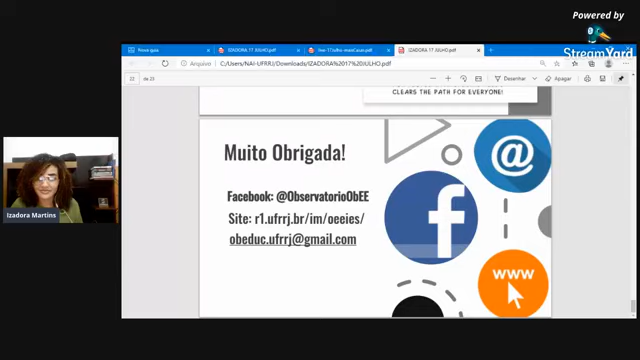 Powered by
StreamYard
Prova guia
IZADORA 17 JULHO.pdf
IZADORA 17 JULHO.pdf
Arquivo
C:/Users/NAI-UFRRJ/Downloads/IZADORA%2017%20JULHO.pdf
Desenhar
Apagar
22
de 23
CLEARS THE PATH FOR EVERYONE!
Muito Obrigada!
Facebook: @ObservatorioObEE
Site: r1.ufrrj.br/im/oeeies/
obeduc.ufrrj@gmail.com
@
f
www
Izadora Martins